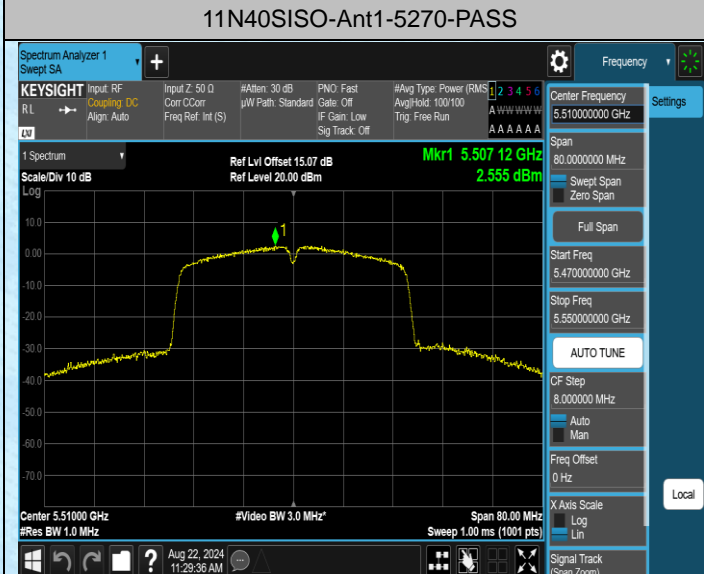 11N40SISO-Ant1-5270-PASS
Spectrum Analyzer 1
Swept SA
+
Frequency
KEYSIGHT
RL
LXI
Input: RF
Coupling: DC
Align: Auto
Input Z: 50 Ω
Corr CCorr
Freq Ref: Int (S)
#Atten: 30 dB
µW Path: Standard
PNO: Fast
Gate: Off
IF Gain: Low
Sig Track: Off
#Avg Type: Power (RMS
Avg|Hold: 100/100
Trig: Free Run
1 2 3 4 5 6
A W W W W W
A A A A A A
1 Spectrum
Scale/Div 10 dB
Log
Ref Lvl Offset 15.07 dB
Ref Level 20.00 dBm
Mkr1 5.507 12 GHz
2.555 dBm
1
10.0
0.00
-10.0
-20.0
-30.0
-40.0
-50.0
-60.0
-70.0
Center 5.51000 GHz
#Res BW 1.0 MHz
#Video BW 3.0 MHz*
Span 80.00 MHz
Sweep 1.00 ms (1001 pts)
Center Frequency
5.510000000 GHz
Settings
Span
80.0000000 MHz
Swept Span
Zero Span
Full Span
Start Freq
5.470000000 GHz
Stop Freq
5.550000000 GHz
AUTO TUNE
CF Step
8.000000 MHz
Auto
Man
Freq Offset
0 Hz
X Axis Scale
Log
Lin
Local
Signal Track
(Span Zoom)
?
Aug 22, 2024
11:29:36 AM